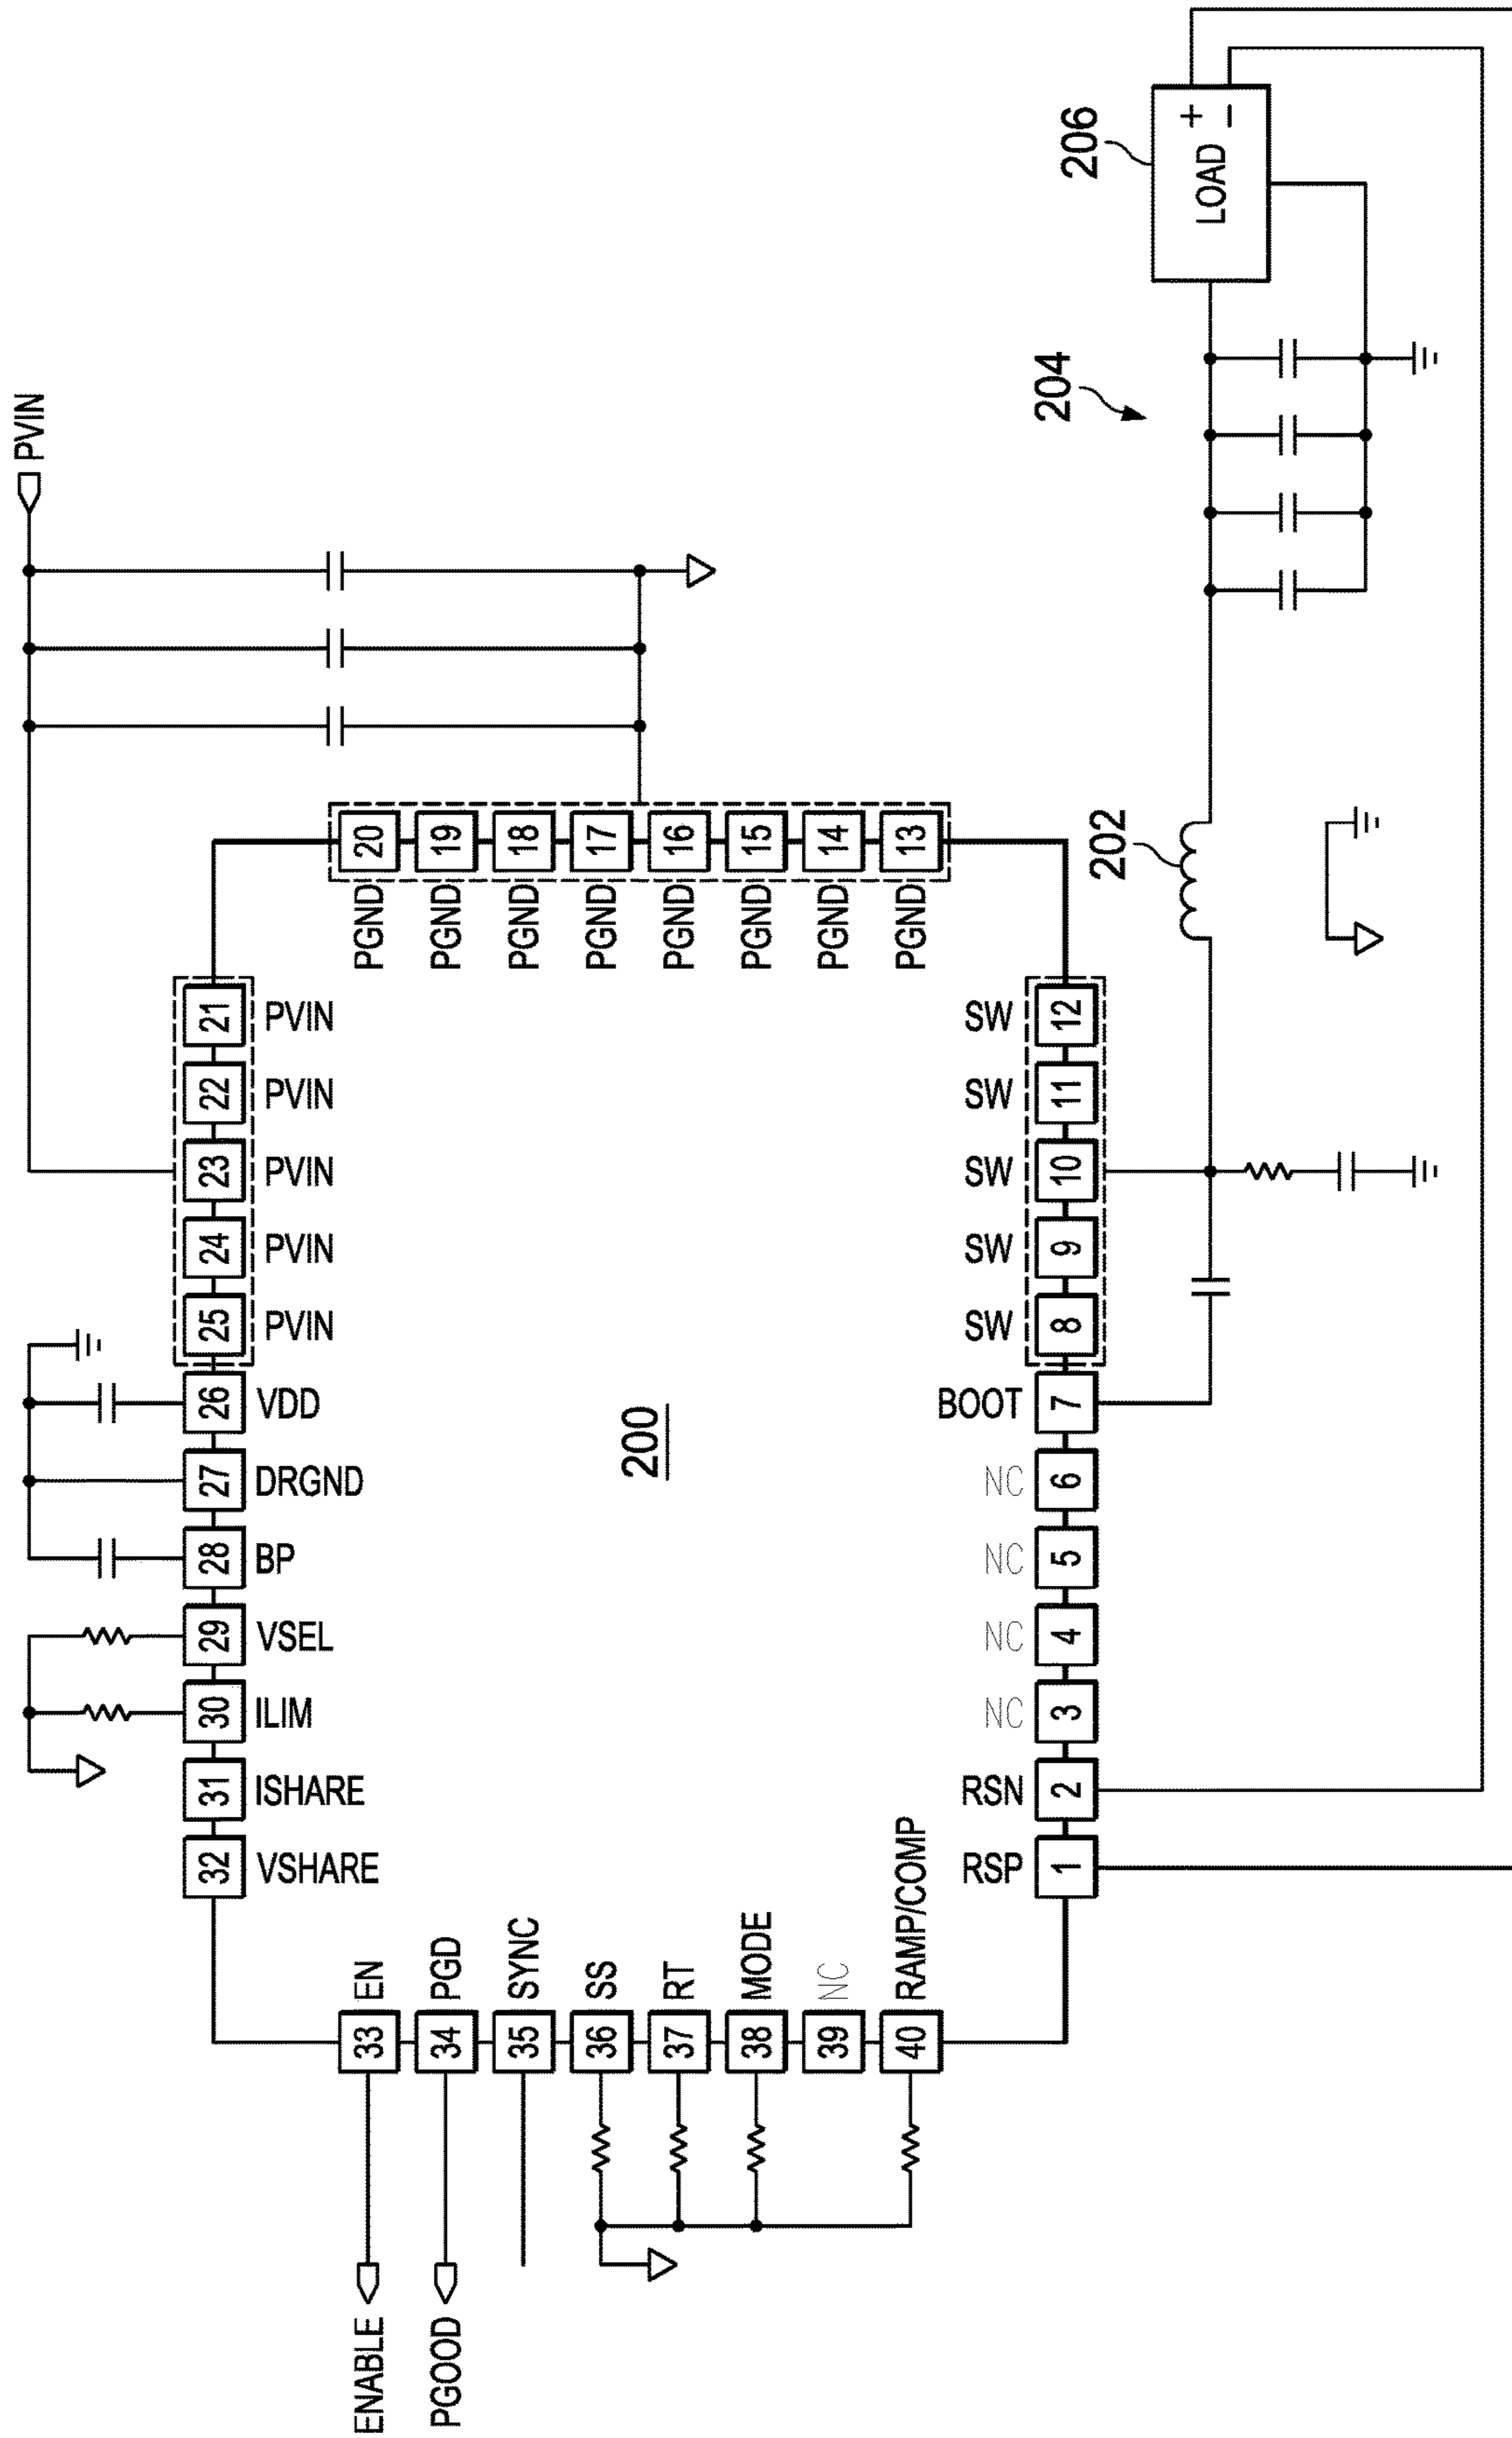 PVIN
20 PGND
19 PGND
18 PGND
17 PGND
16 PGND
15 PGND
14 PGND
13 PGND
21 PVIN
22 PVIN
23 PVIN
24 PVIN
25 PVIN
26 VDD
27 DRGND
28 BP
29 VSEL
30 ILIM
31 ISHARE
32 VSHARE
33 EN
34 PGD
35 SYNC
36 SS
37 RT
38 MODE
39 NC
40 RAMP/COMP
ENABLE
PGOOD
200
SW 12
SW 11
SW 10
SW 9
SW 8
BOOT 7
NC 6
NC 5
NC 4
NC 3
RSN 2
RSP 1
202
204
206
LOAD
+
−